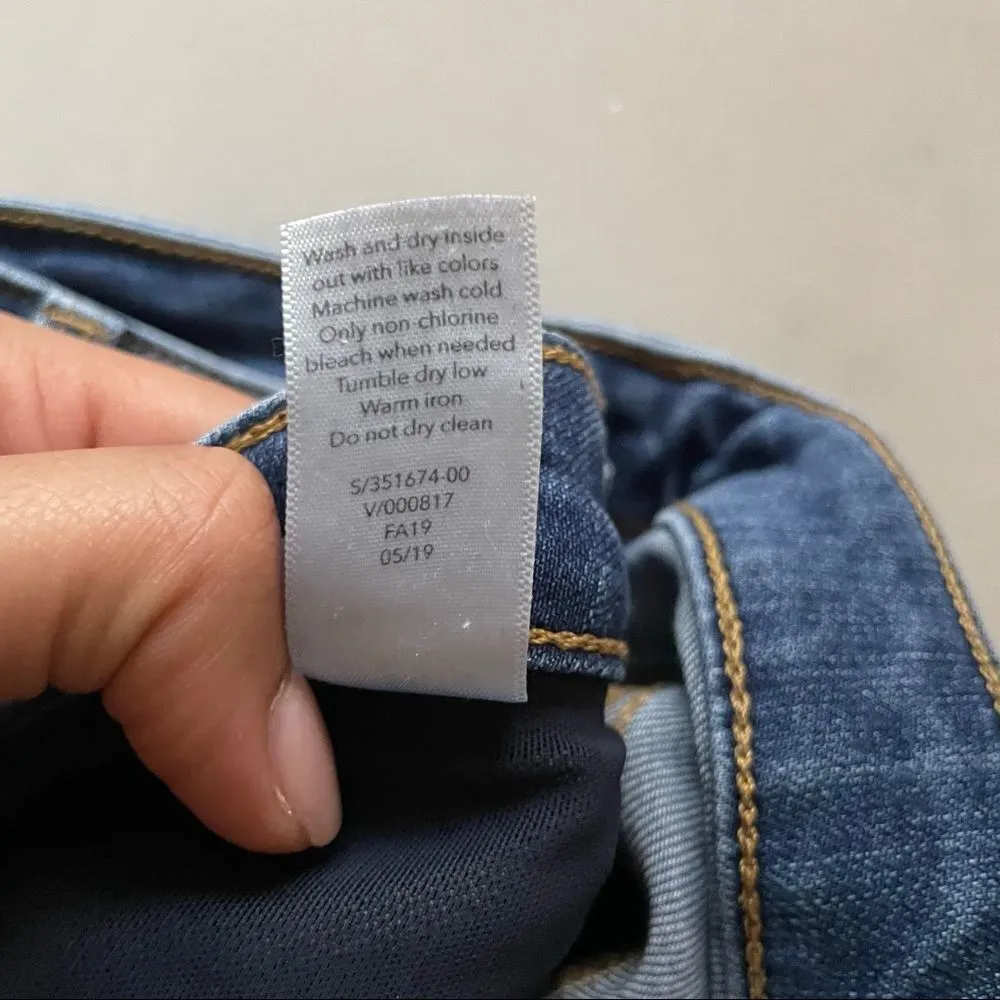 Wash and dry inside
out with like colors
Machine wash cold
Only non-chlorine
bleach when needed
Tumble dry low
Warm iron
Do not dry clean
S/351674-00
V/000817
FA19
05/19